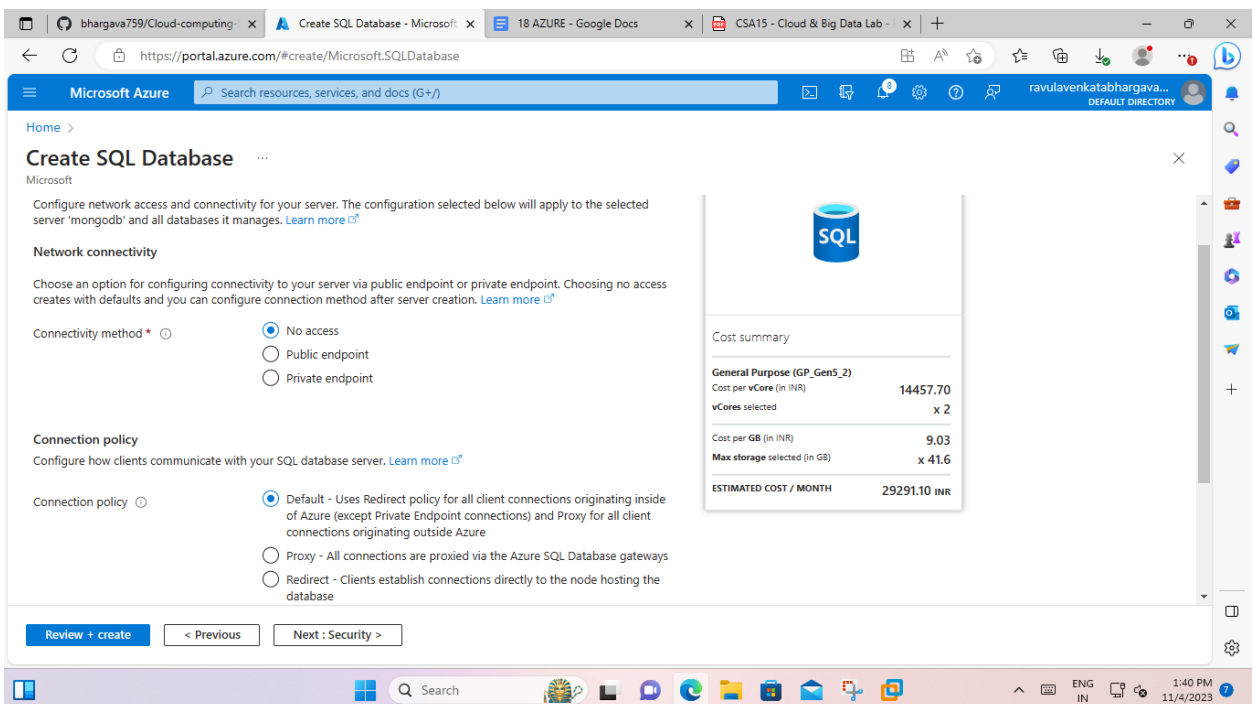 bhargava759/Cloud-computing-
Create SQL Database - Microsoft
18 AZURE - Google Docs
CSA15 - Cloud & Big Data Lab -
https://portal.azure.com/#create/Microsoft.SQLDatabase
Microsoft Azure
Search resources, services, and docs (G+/)
8
ravulavenkatabhargava...
DEFAULT DIRECTORY
Home >
Create SQL Database ...
Microsoft
Configure network access and connectivity for your server. The configuration selected below will apply to the selected
server 'mongodb' and all databases it manages. Learn more
Network connectivity
Choose an option for configuring connectivity to your server via public endpoint or private endpoint. Choosing no access
creates with defaults and you can configure connection method after server creation. Learn more
Connectivity method *
No access
Public endpoint
Private endpoint
Connection policy
Configure how clients communicate with your SQL database server. Learn more
Connection policy
Default - Uses Redirect policy for all client connections originating inside
of Azure (except Private Endpoint connections) and Proxy for all client
connections originating outside Azure
Proxy - All connections are proxied via the Azure SQL Database gateways
Redirect - Clients establish connections directly to the node hosting the
database
SQL
Cost summary
General Purpose (GP_Gen5_2)
Cost per vCore (in INR) 14457.70
vCores selected x 2
Cost per GB (in INR) 9.03
Max storage selected (in GB) x 41.6
ESTIMATED COST / MONTH 29291.10 INR
Review + create
< Previous
Next : Security >
Search
ENG
IN
1:40 PM
11/4/2023
7